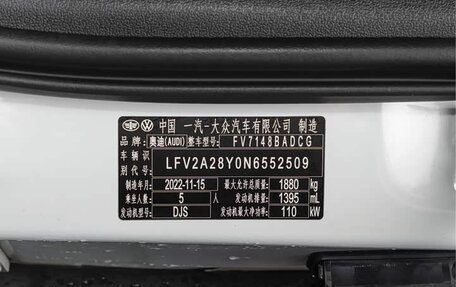 中国 一汽-大众汽车有限公司 制造
品牌: 奥迪(AUDI) 整车型号: FV7148BADCG
车辆识别代号: LFV2A28Y0N6552509
制造年月 2022-11-15 最大允许总质量 1880 kg
乘坐人数 5 人 发动机排量 1395 mL
发动机型号 DJS 发动机最大净功率 110 kW